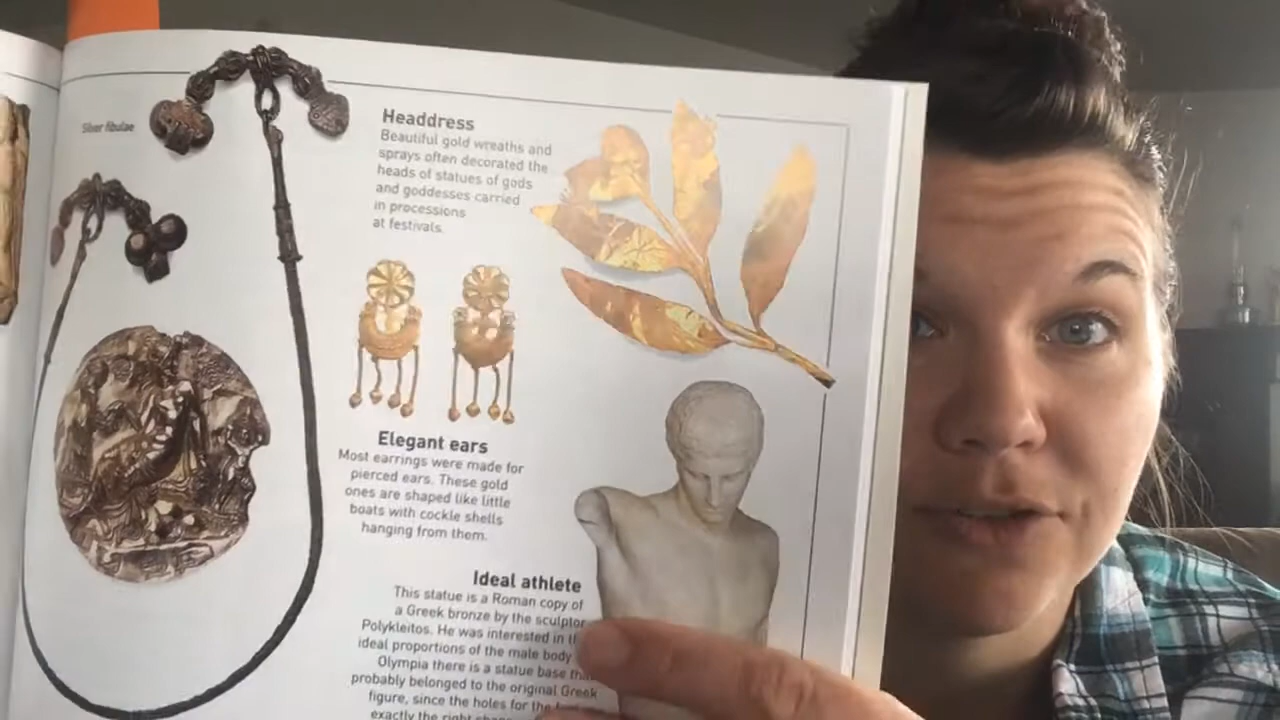 Silver fibulae
Headdress
Beautiful gold wreaths and
sprays often decorated the
heads of statues of gods
and goddesses carried
in processions
at festivals.
Elegant ears
Most earrings were made for
pierced ears. These gold
ones are shaped like little
boats with cockle shells
hanging from them.
Ideal athlete
This statue is a Roman copy of
a Greek bronze by the sculptor
Polykleitos. He was interested in
ideal proportions of the male body
Olympia there is a statue base
probably belonged to the original Greek
figure, since the holes for the
exactly the right